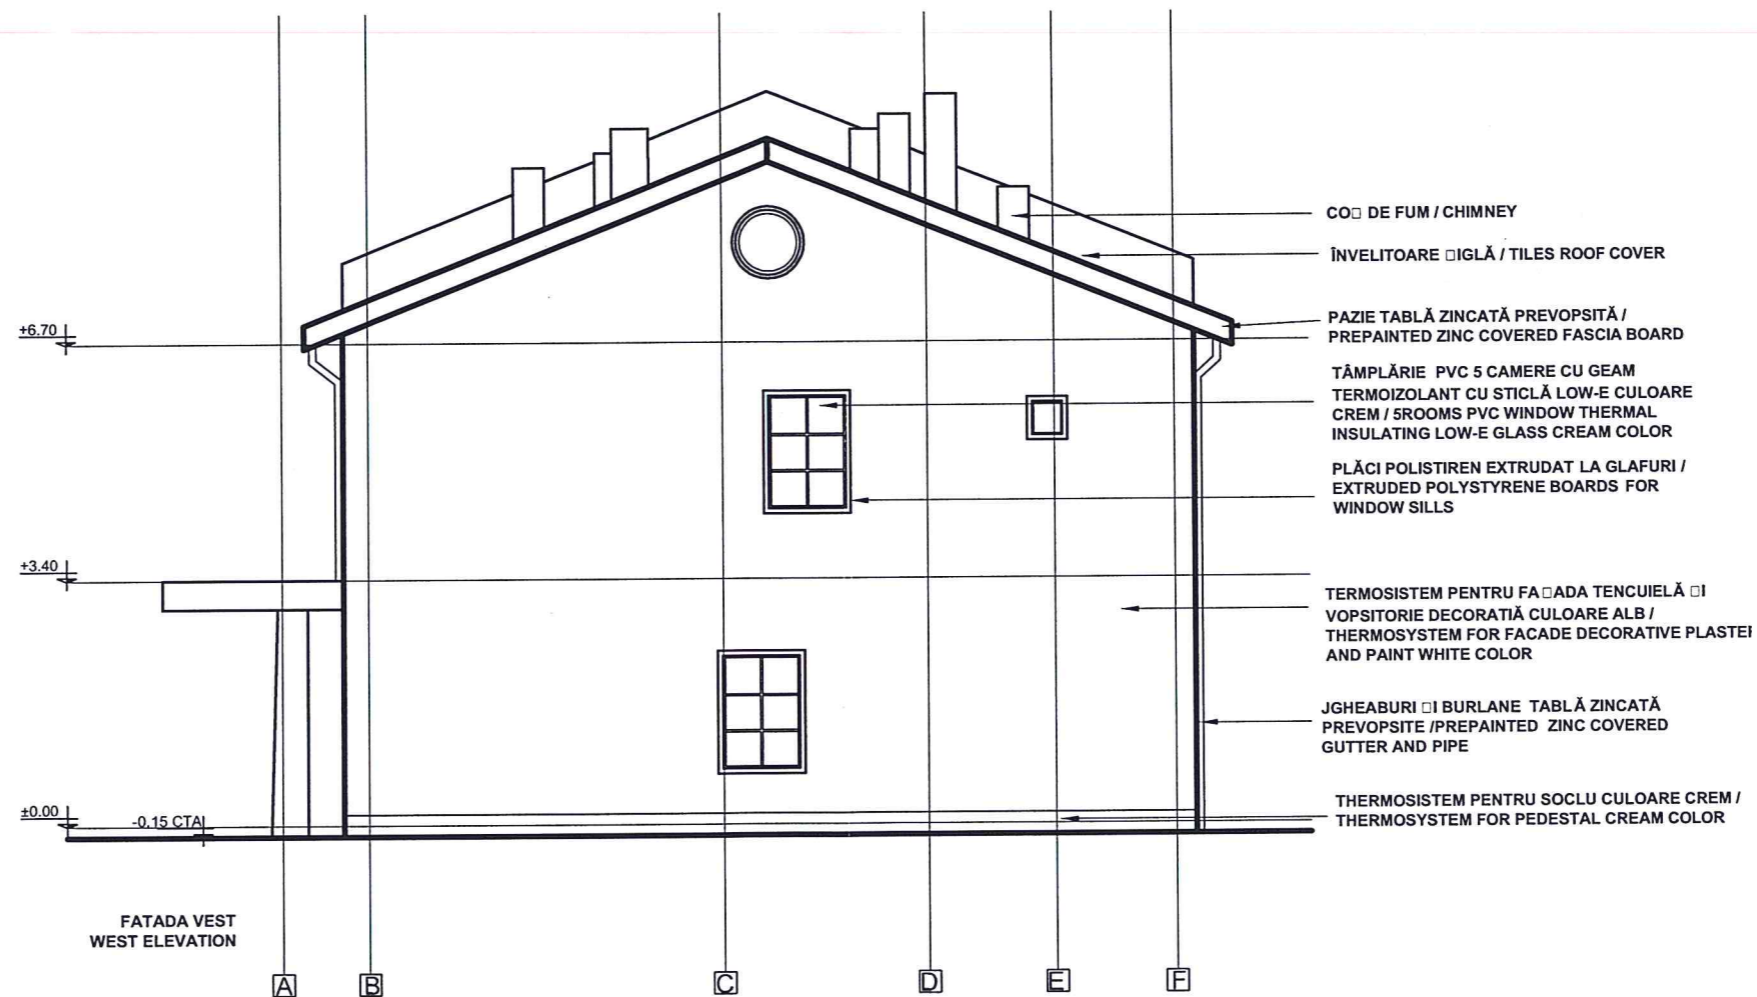 CO□ DE FUM / CHIMNEY
ÎNVELITOARE □IGLĂ / TILES ROOF COVER
PAZIE TABLĂ ZINCATĂ PREVOPSITĂ /
PREPAINTED ZINC COVERED FASCIA BOARD
TÂMPLĂRIE PVC 5 CAMERE CU GEAM
TERMOIZOLANT CU STICLĂ LOW-E CULOARE
CREM / 5ROOMS PVC WINDOW THERMAL
INSULATING LOW-E GLASS CREAM COLOR
PLĂCI POLISTIREN EXTRUDAT LA GLAFURI /
EXTRUDED POLYSTYRENE BOARDS FOR
WINDOW SILLS
TERMOSISTEM PENTRU FA□ADA TENCUIELĂ □I
VOPSITORIE DECORATIĂ CULOARE ALB /
THERMOSYSTEM FOR FACADE DECORATIVE PLASTER
AND PAINT WHITE COLOR
JGHEABURI □I BURLANE TABLĂ ZINCATĂ
PREVOPSITE /PREPAINTED ZINC COVERED
GUTTER AND PIPE
THERMOSISTEM PENTRU SOCLU CULOARE CREM /
THERMOSYSTEM FOR PEDESTAL CREAM COLOR
+6.70
+3.40
±0.00
-0.15 CTA
FATADA VEST
WEST ELEVATION
A B C D E F